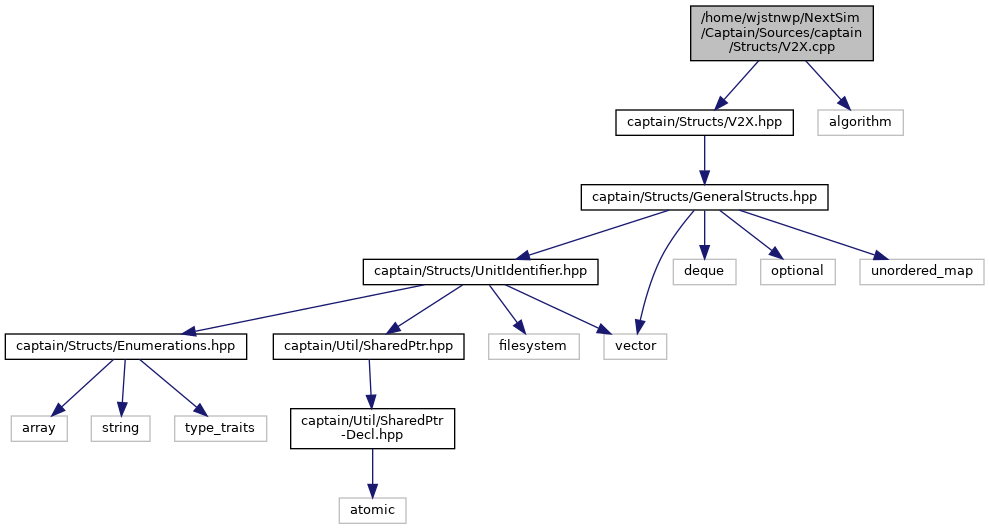 /home/wjstnwp/NextSim
/Captain/Sources/captain
/Structs/V2X.cpp
captain/Structs/V2X.hpp
algorithm
captain/Structs/GeneralStructs.hpp
captain/Structs/UnitIdentifier.hpp
deque
optional
unordered_map
captain/Structs/Enumerations.hpp
captain/Util/SharedPtr.hpp
filesystem
vector
array
string
type_traits
captain/Util/SharedPtr
-Decl.hpp
atomic